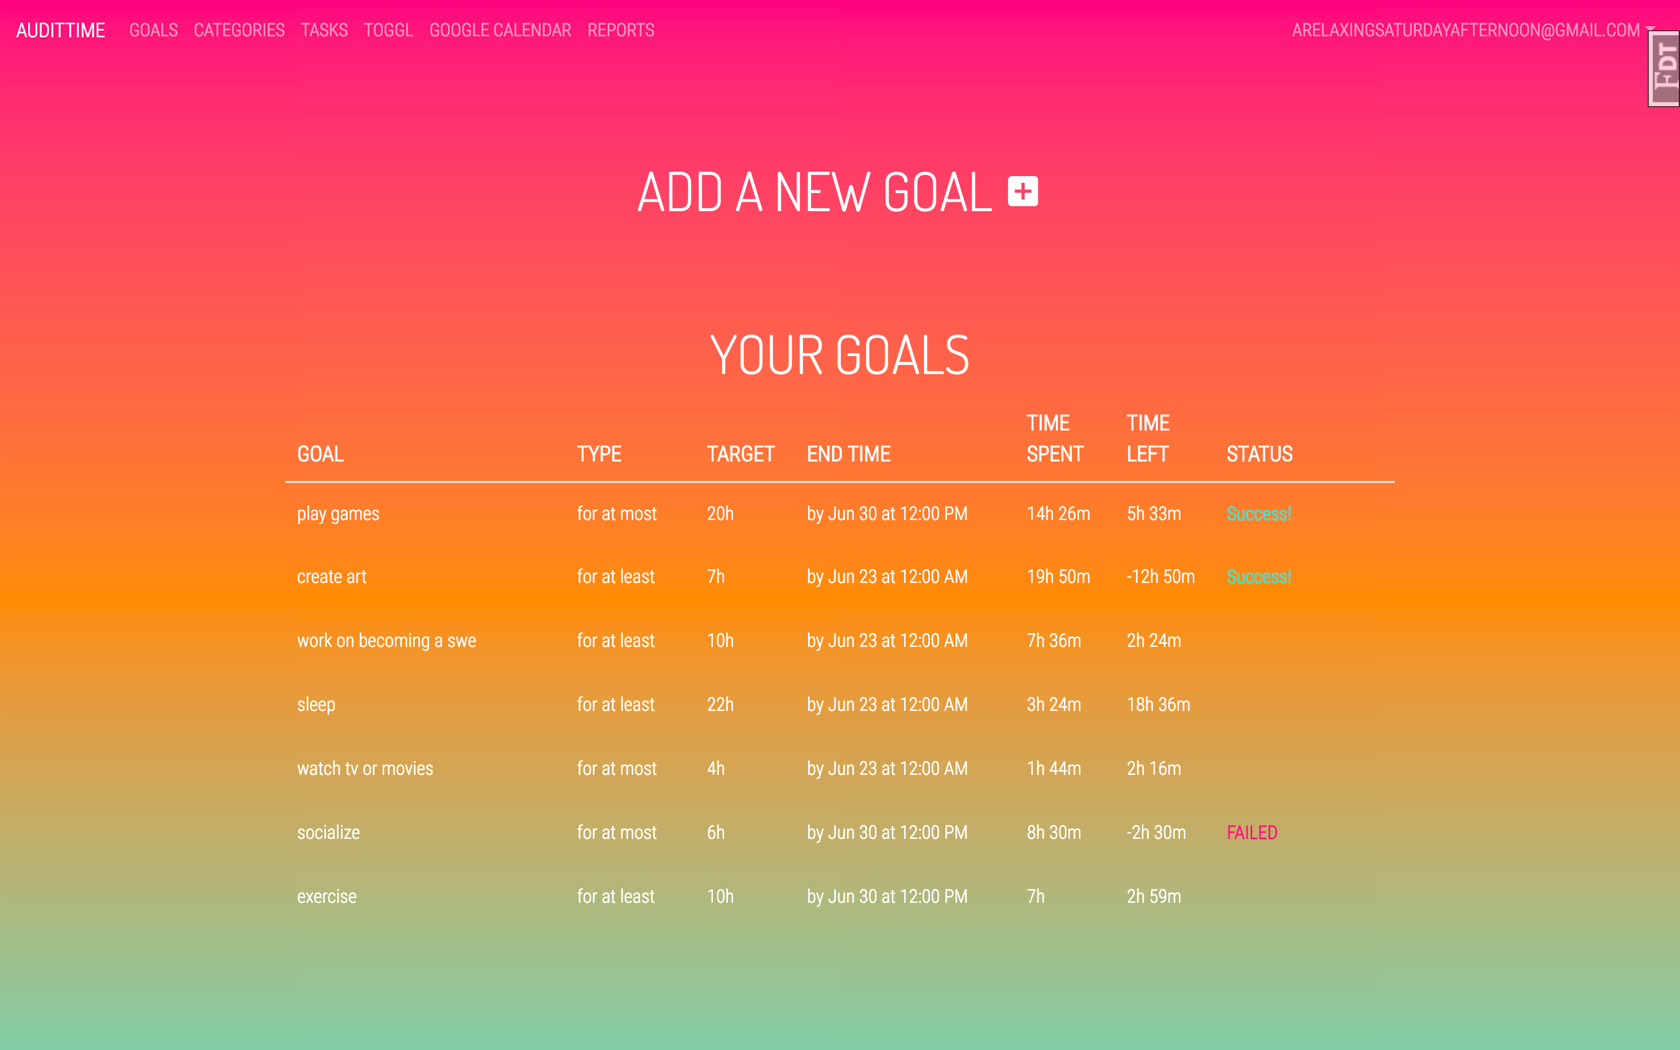 AUDITTIME GOALS CATEGORIES TASKS TOGGL GOOGLE CALENDAR REPORTS ARELAXINGSATURDAYAFTERNOON@GMAIL.COM
FDT
ADD A NEW GOAL
YOUR GOALS
GOAL TYPE TARGET END TIME TIME SPENT TIME LEFT STATUS
play games for at most 20h by Jun 30 at 12:00 PM 14h 26m 5h 33m Success!
create art for at least 7h by Jun 23 at 12:00 AM 19h 50m -12h 50m Success!
work on becoming a swe for at least 10h by Jun 23 at 12:00 AM 7h 36m 2h 24m
sleep for at least 22h by Jun 23 at 12:00 AM 3h 24m 18h 36m
watch tv or movies for at most 4h by Jun 23 at 12:00 AM 1h 44m 2h 16m
socialize for at most 6h by Jun 30 at 12:00 PM 8h 30m -2h 30m FAILED
exercise for at least 10h by Jun 30 at 12:00 PM 7h 2h 59m